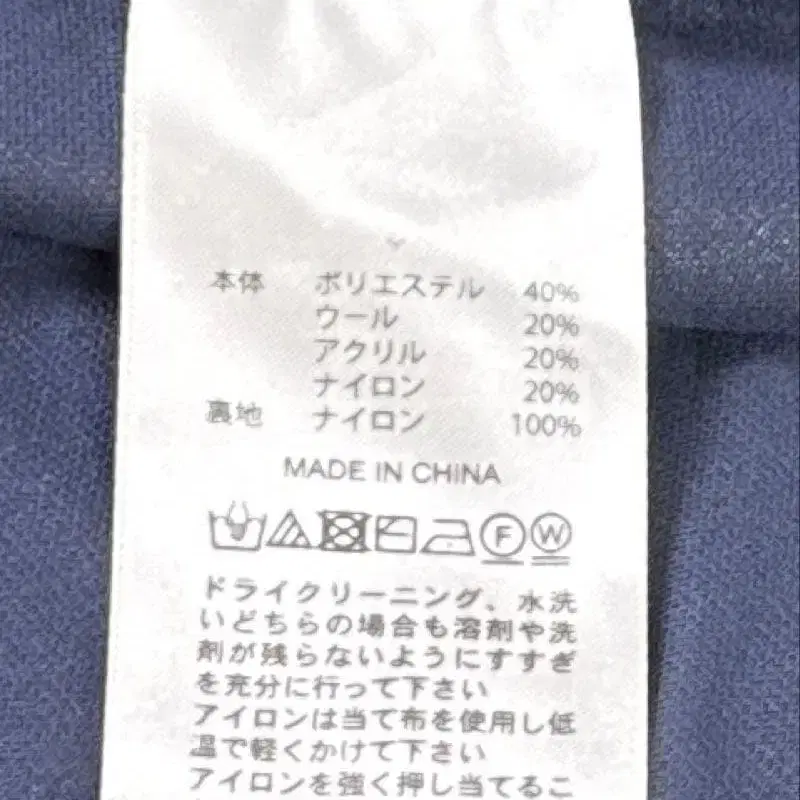 本体 ポリエステル 40%
ウール 20%
アクリル 20%
ナイロン 20%
裏地 ナイロン 100%
MADE IN CHINA
F W
ドライクリーニング、水洗
いどちらの場合も溶剤や洗
剤が残らないようにすすぎ
を充分に行って下さい
アイロンは当て布を使用し低
温で軽くかけて下さい
アイロンを強く押し当てるこ